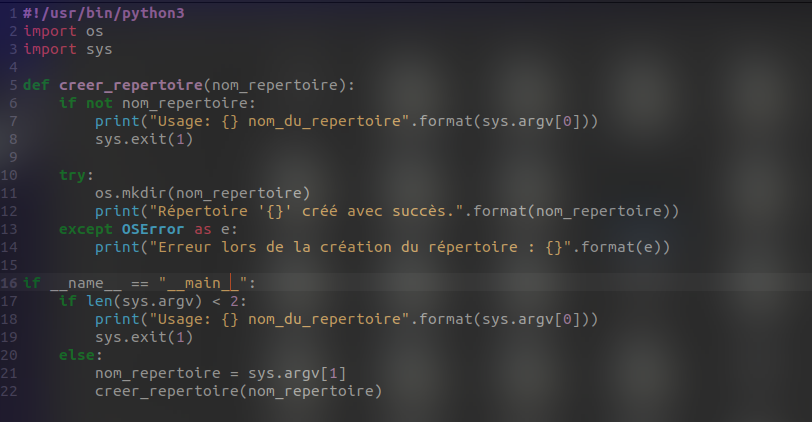 1 #!/usr/bin/python3
2 import os
3 import sys
4
5 def creer_repertoire(nom_repertoire):
6     if not nom_repertoire:
7         print("Usage: {} nom_du_repertoire".format(sys.argv[0]))
8         sys.exit(1)
9
10     try:
11         os.mkdir(nom_repertoire)
12         print("Répertoire '{}' créé avec succès.".format(nom_repertoire))
13     except OSError as e:
14         print("Erreur lors de la création du répertoire : {}".format(e))
15
16 if __name__ == "__main__":
17     if len(sys.argv) < 2:
18         print("Usage: {} nom_du_repertoire".format(sys.argv[0]))
19         sys.exit(1)
20     else:
21         nom_repertoire = sys.argv[1]
22         creer_repertoire(nom_repertoire)